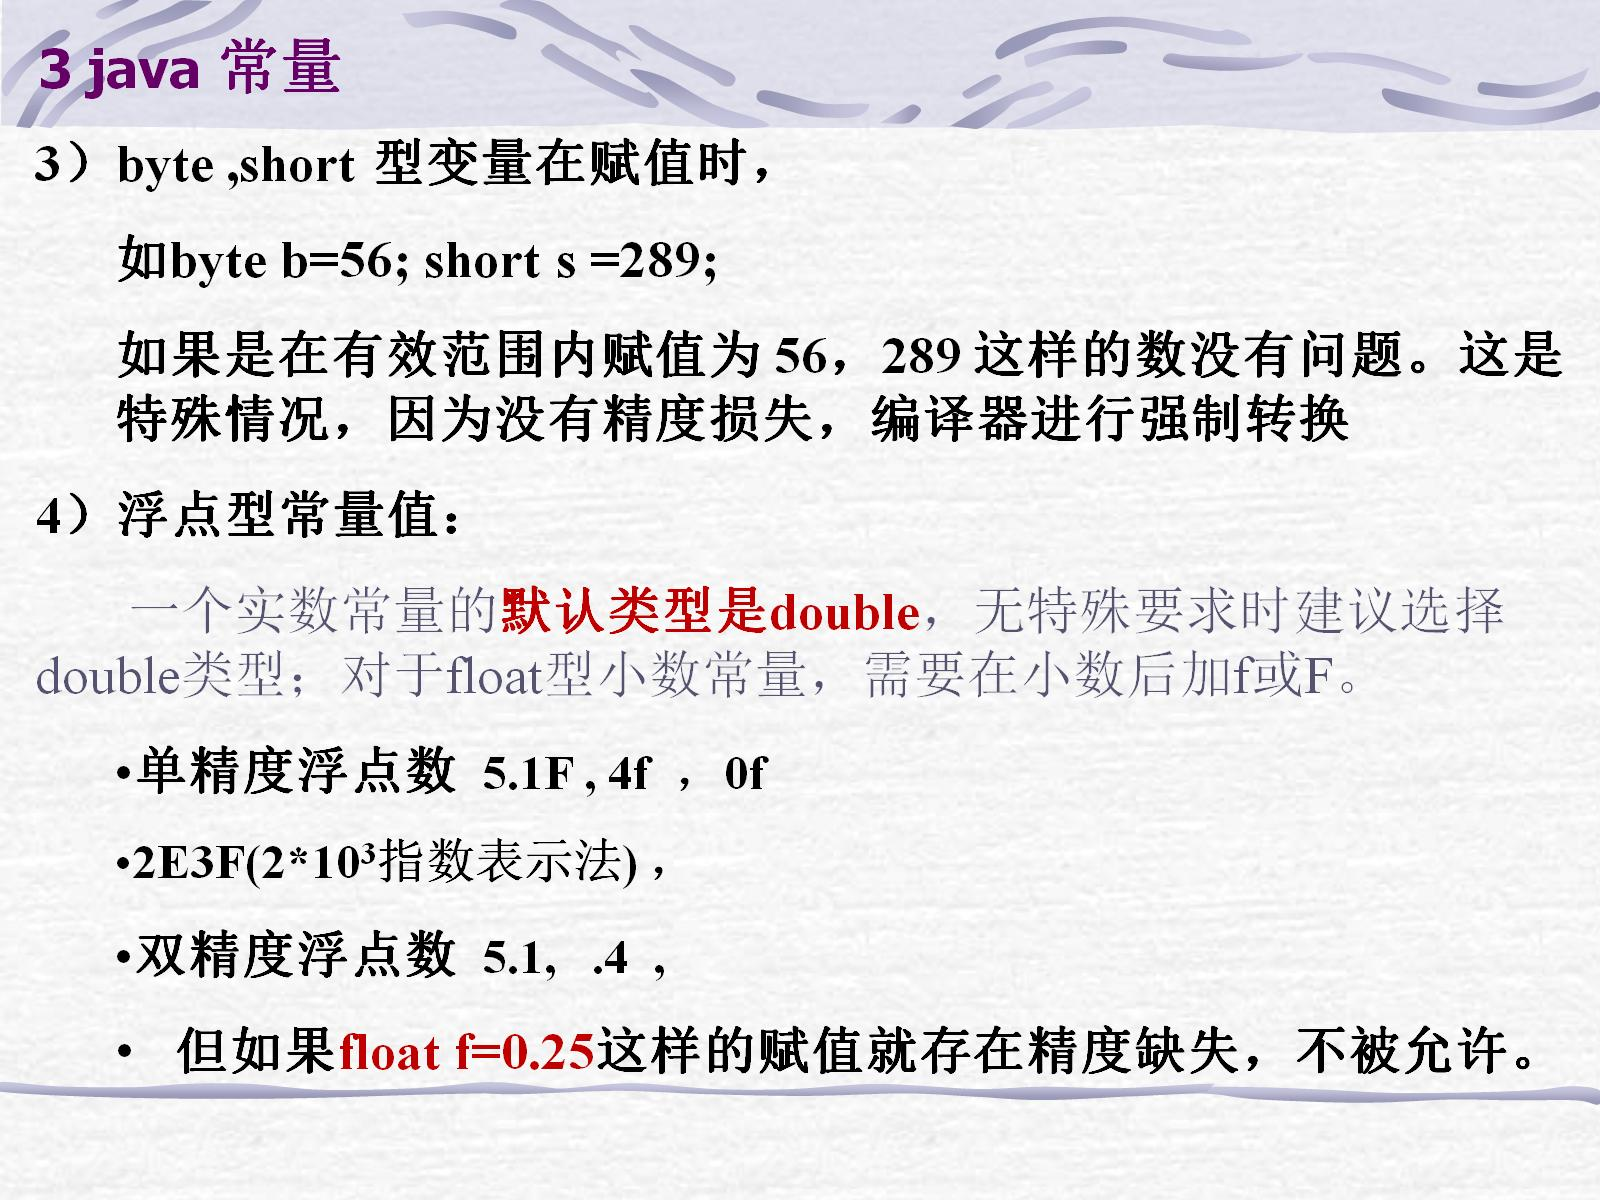 3 java 常量
3）byte ,short 型变量在赋值时，
如byte b=56; short s =289;
如果是在有效范围内赋值为 56，289 这样的数没有问题。这是
特殊情况，因为没有精度损失，编译器进行强制转换
4）浮点型常量值：
一个实数常量的默认类型是double，无特殊要求时建议选择
double类型；对于float型小数常量，需要在小数后加f或F。
•单精度浮点数 5.1F , 4f ，0f
•2E3F(2*10³指数表示法) ，
•双精度浮点数 5.1, .4 ,
• 但如果float f=0.25这样的赋值就存在精度缺失，不被允许。